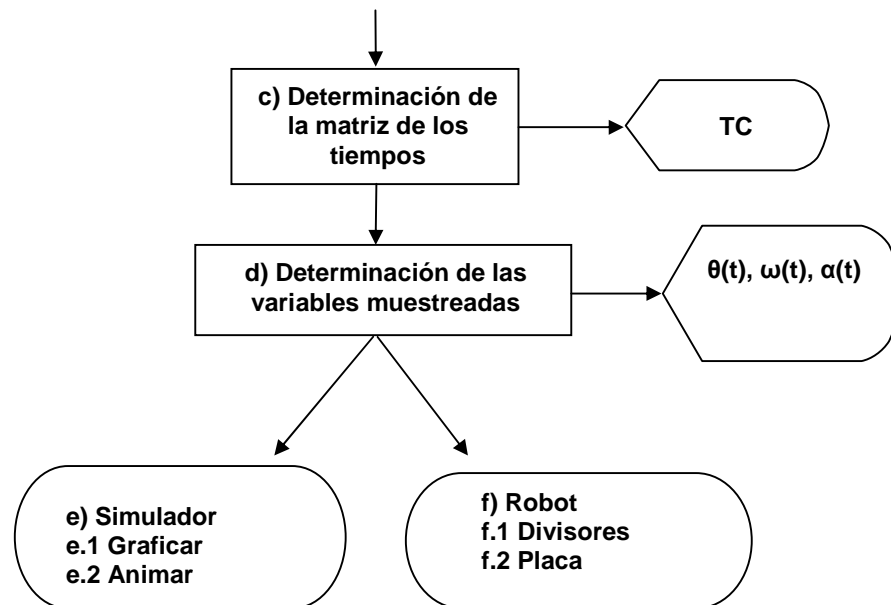 c) Determinación de
la matriz de los
tiempos
TC
d) Determinación de las
variables muestreadas
θ(t), ω(t), α(t)
e) Simulador
e.1 Graficar
e.2 Animar
f) Robot
f.1 Divisores
f.2 Placa